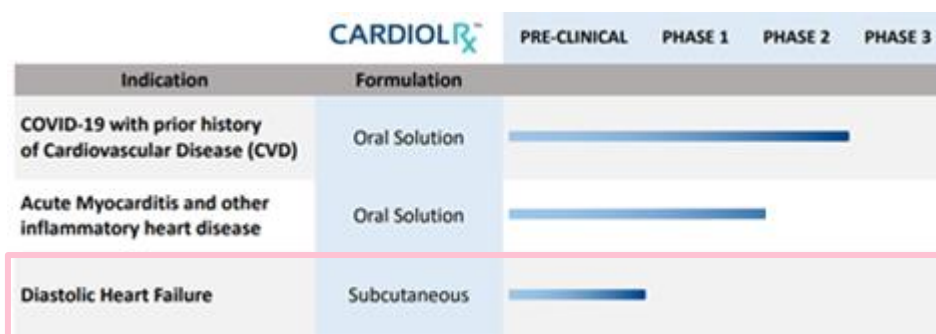 CARDIOLRx™ PRE-CLINICAL PHASE 1 PHASE 2 PHASE 3
Indication Formulation
COVID-19 with prior history
of Cardiovascular Disease (CVD) Oral Solution
Acute Myocarditis and other
inflammatory heart disease Oral Solution
Diastolic Heart Failure Subcutaneous